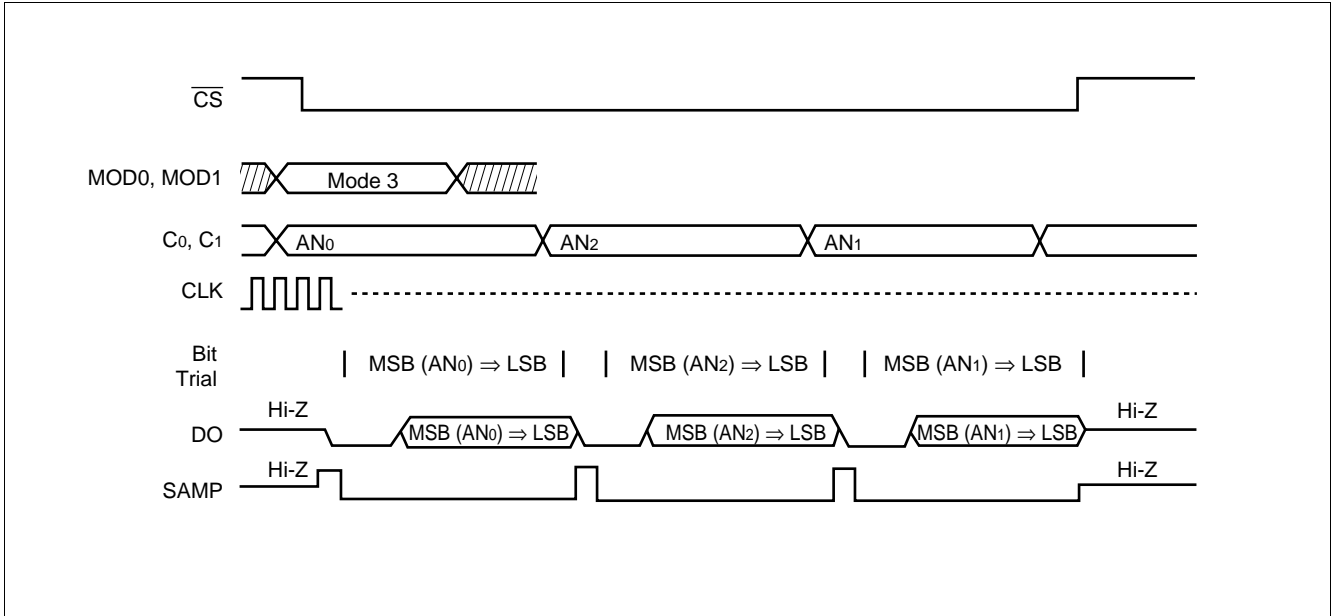 CS
MOD0, MOD1 Mode 3
C0, C1 AN0 AN2 AN1
CLK
Bit Trial MSB (AN0) ⇒ LSB MSB (AN2) ⇒ LSB MSB (AN1) ⇒ LSB
DO Hi-Z MSB (AN0) ⇒ LSB MSB (AN2) ⇒ LSB MSB (AN1) ⇒ LSB Hi-Z
SAMP Hi-Z Hi-Z